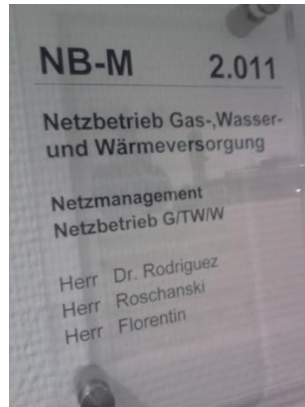 NB-M 2.011
Netzbetrieb Gas-,Wasser-
und Wärmeversorgung
Netzmanagement
Netzbetrieb G/TW/W
Herr Dr. Rodriguez
Herr Roschanski
Herr Florentin